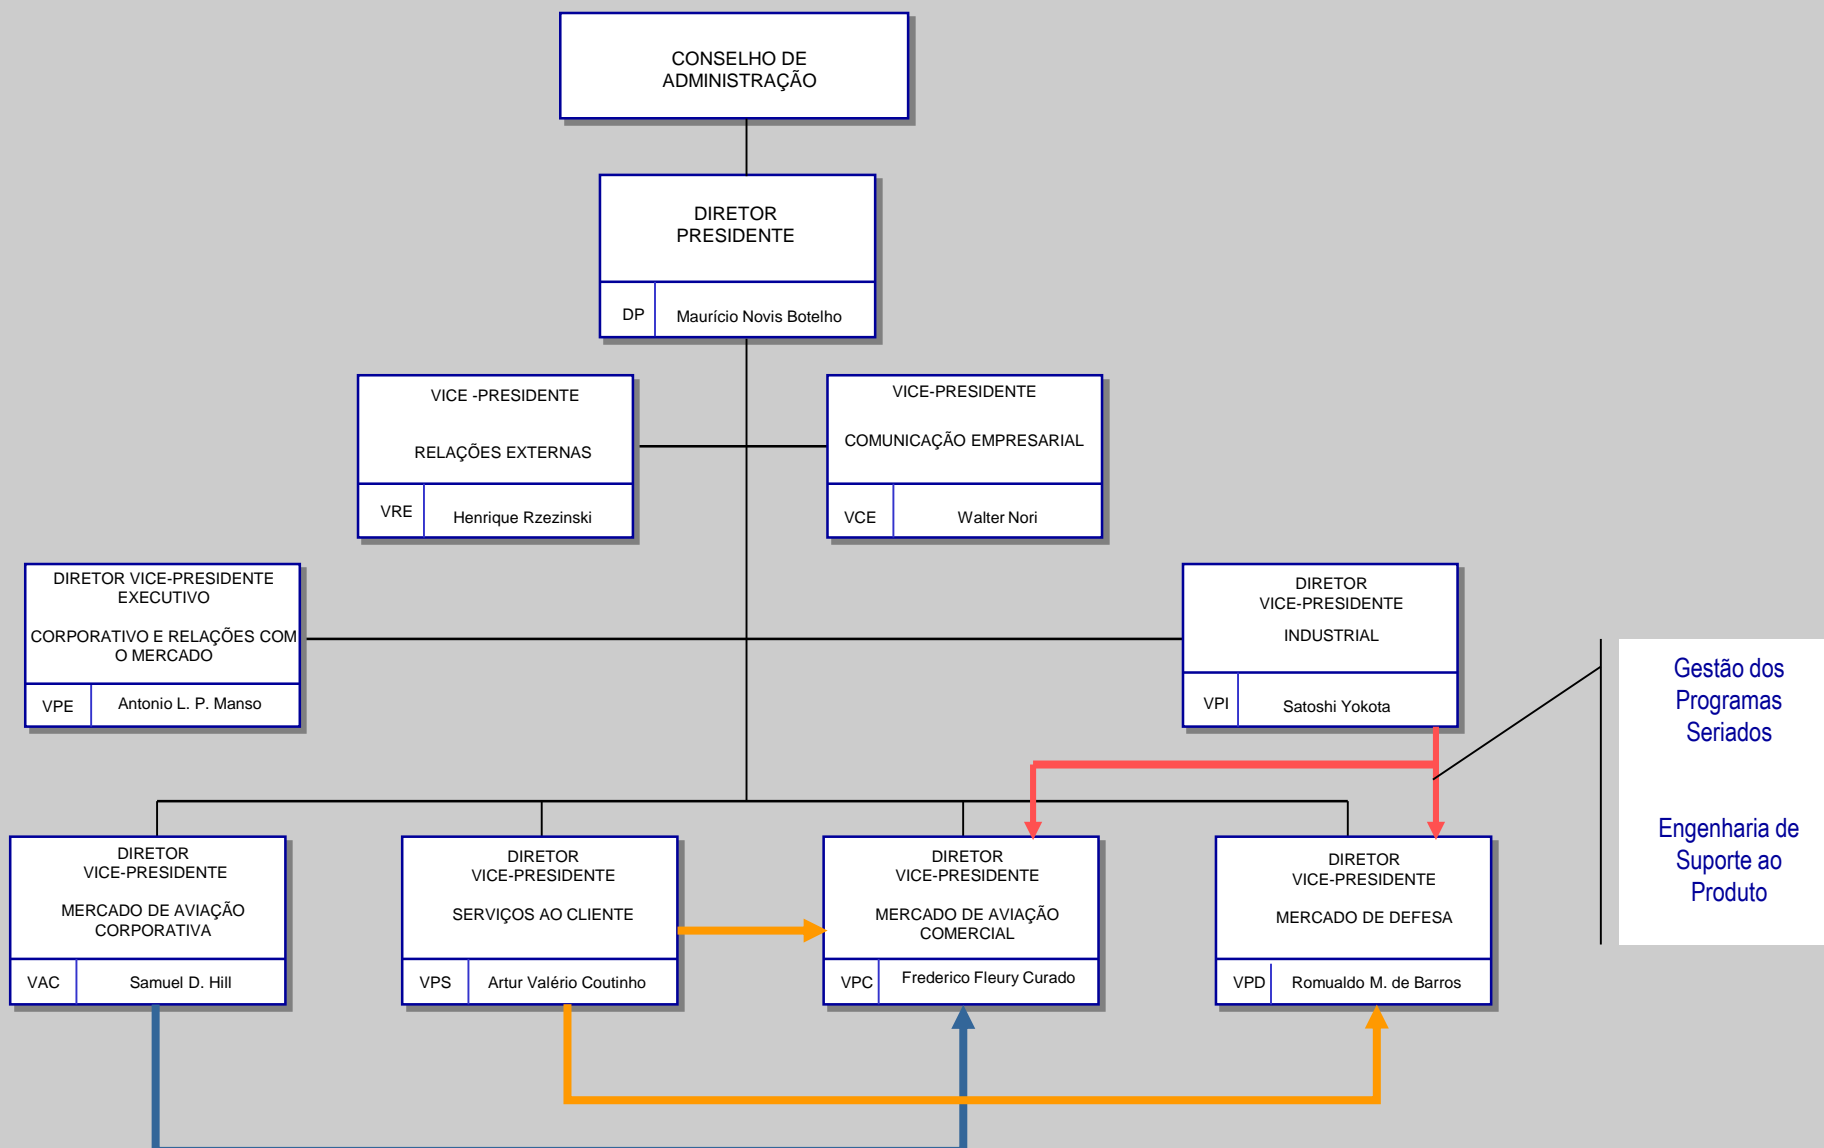 CONSELHO DE
ADMINISTRAÇÃO
DIRETOR
PRESIDENTE
DP
Maurício Novis Botelho
VICE -PRESIDENTE
RELAÇÕES EXTERNAS
VRE
Henrique Rzezinski
VICE-PRESIDENTE
COMUNICAÇÃO EMPRESARIAL
VCE
Walter Nori
DIRETOR VICE-PRESIDENTE
EXECUTIVO
CORPORATIVO E RELAÇÕES COM
O MERCADO
VPE
Antonio L. P. Manso
DIRETOR
VICE-PRESIDENTE
INDUSTRIAL
VPI
Satoshi Yokota
Gestão dos
Programas
Seriados
Engenharia de
Suporte ao
Produto
DIRETOR
VICE-PRESIDENTE
MERCADO DE AVIAÇÃO
CORPORATIVA
VAC
Samuel D. Hill
DIRETOR
VICE-PRESIDENTE
SERVIÇOS AO CLIENTE
VPS
Artur Valério Coutinho
DIRETOR
VICE-PRESIDENTE
MERCADO DE AVIAÇÃO
COMERCIAL
VPC
Frederico Fleury Curado
DIRETOR
VICE-PRESIDENTE
MERCADO DE DEFESA
VPD
Romualdo M. de Barros